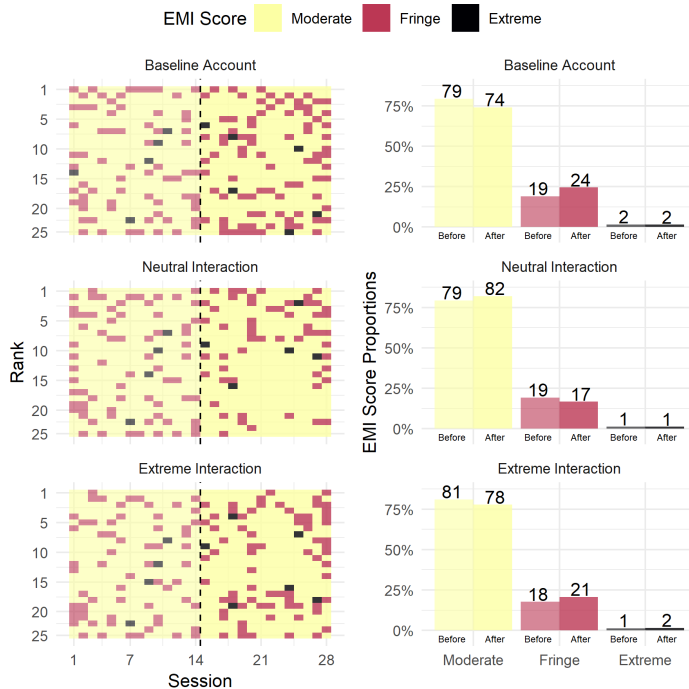 EMI Score Moderate Fringe Extreme
Baseline Account
1
5
10
15
20
25
Neutral Interaction
1
5
10
15
20
25
Extreme Interaction
1
4
10
15
20
25
1 7 14 21 28
Rank
Session
Baseline Account
79 74
19 24
2 2
75%
50%
25%
0%
Before After Before After Before After
Neutral Interaction
79 82
19 17
1 1
75%
50%
25%
0%
Before After Before After Before After
Extreme Interaction
81 78
18 21
1 2
75%
50%
25%
0%
Before After Before After Before After
Moderate Fringe Extreme
EMI Score Proportions